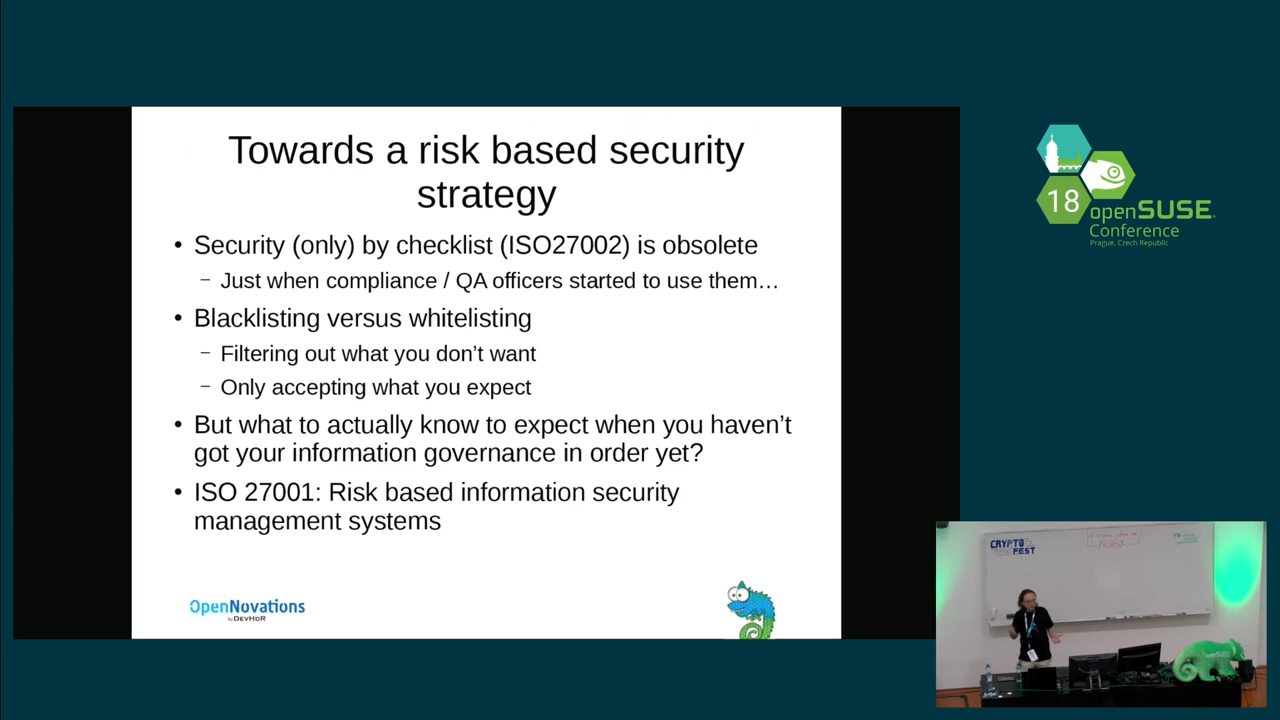 Towards a risk based security
strategy
• Security (only) by checklist (ISO27002) is obsolete
– Just when compliance / QA officers started to use them…
• Blacklisting versus whitelisting
– Filtering out what you don’t want
– Only accepting what you expect
• But what to actually know to expect when you haven’t
got your information governance in order yet?
• ISO 27001: Risk based information security
management systems
OpenNovations
by DEVHDR
18
openSUSE
Conference
Prague, Czech Republic
CRYPTO
FEST